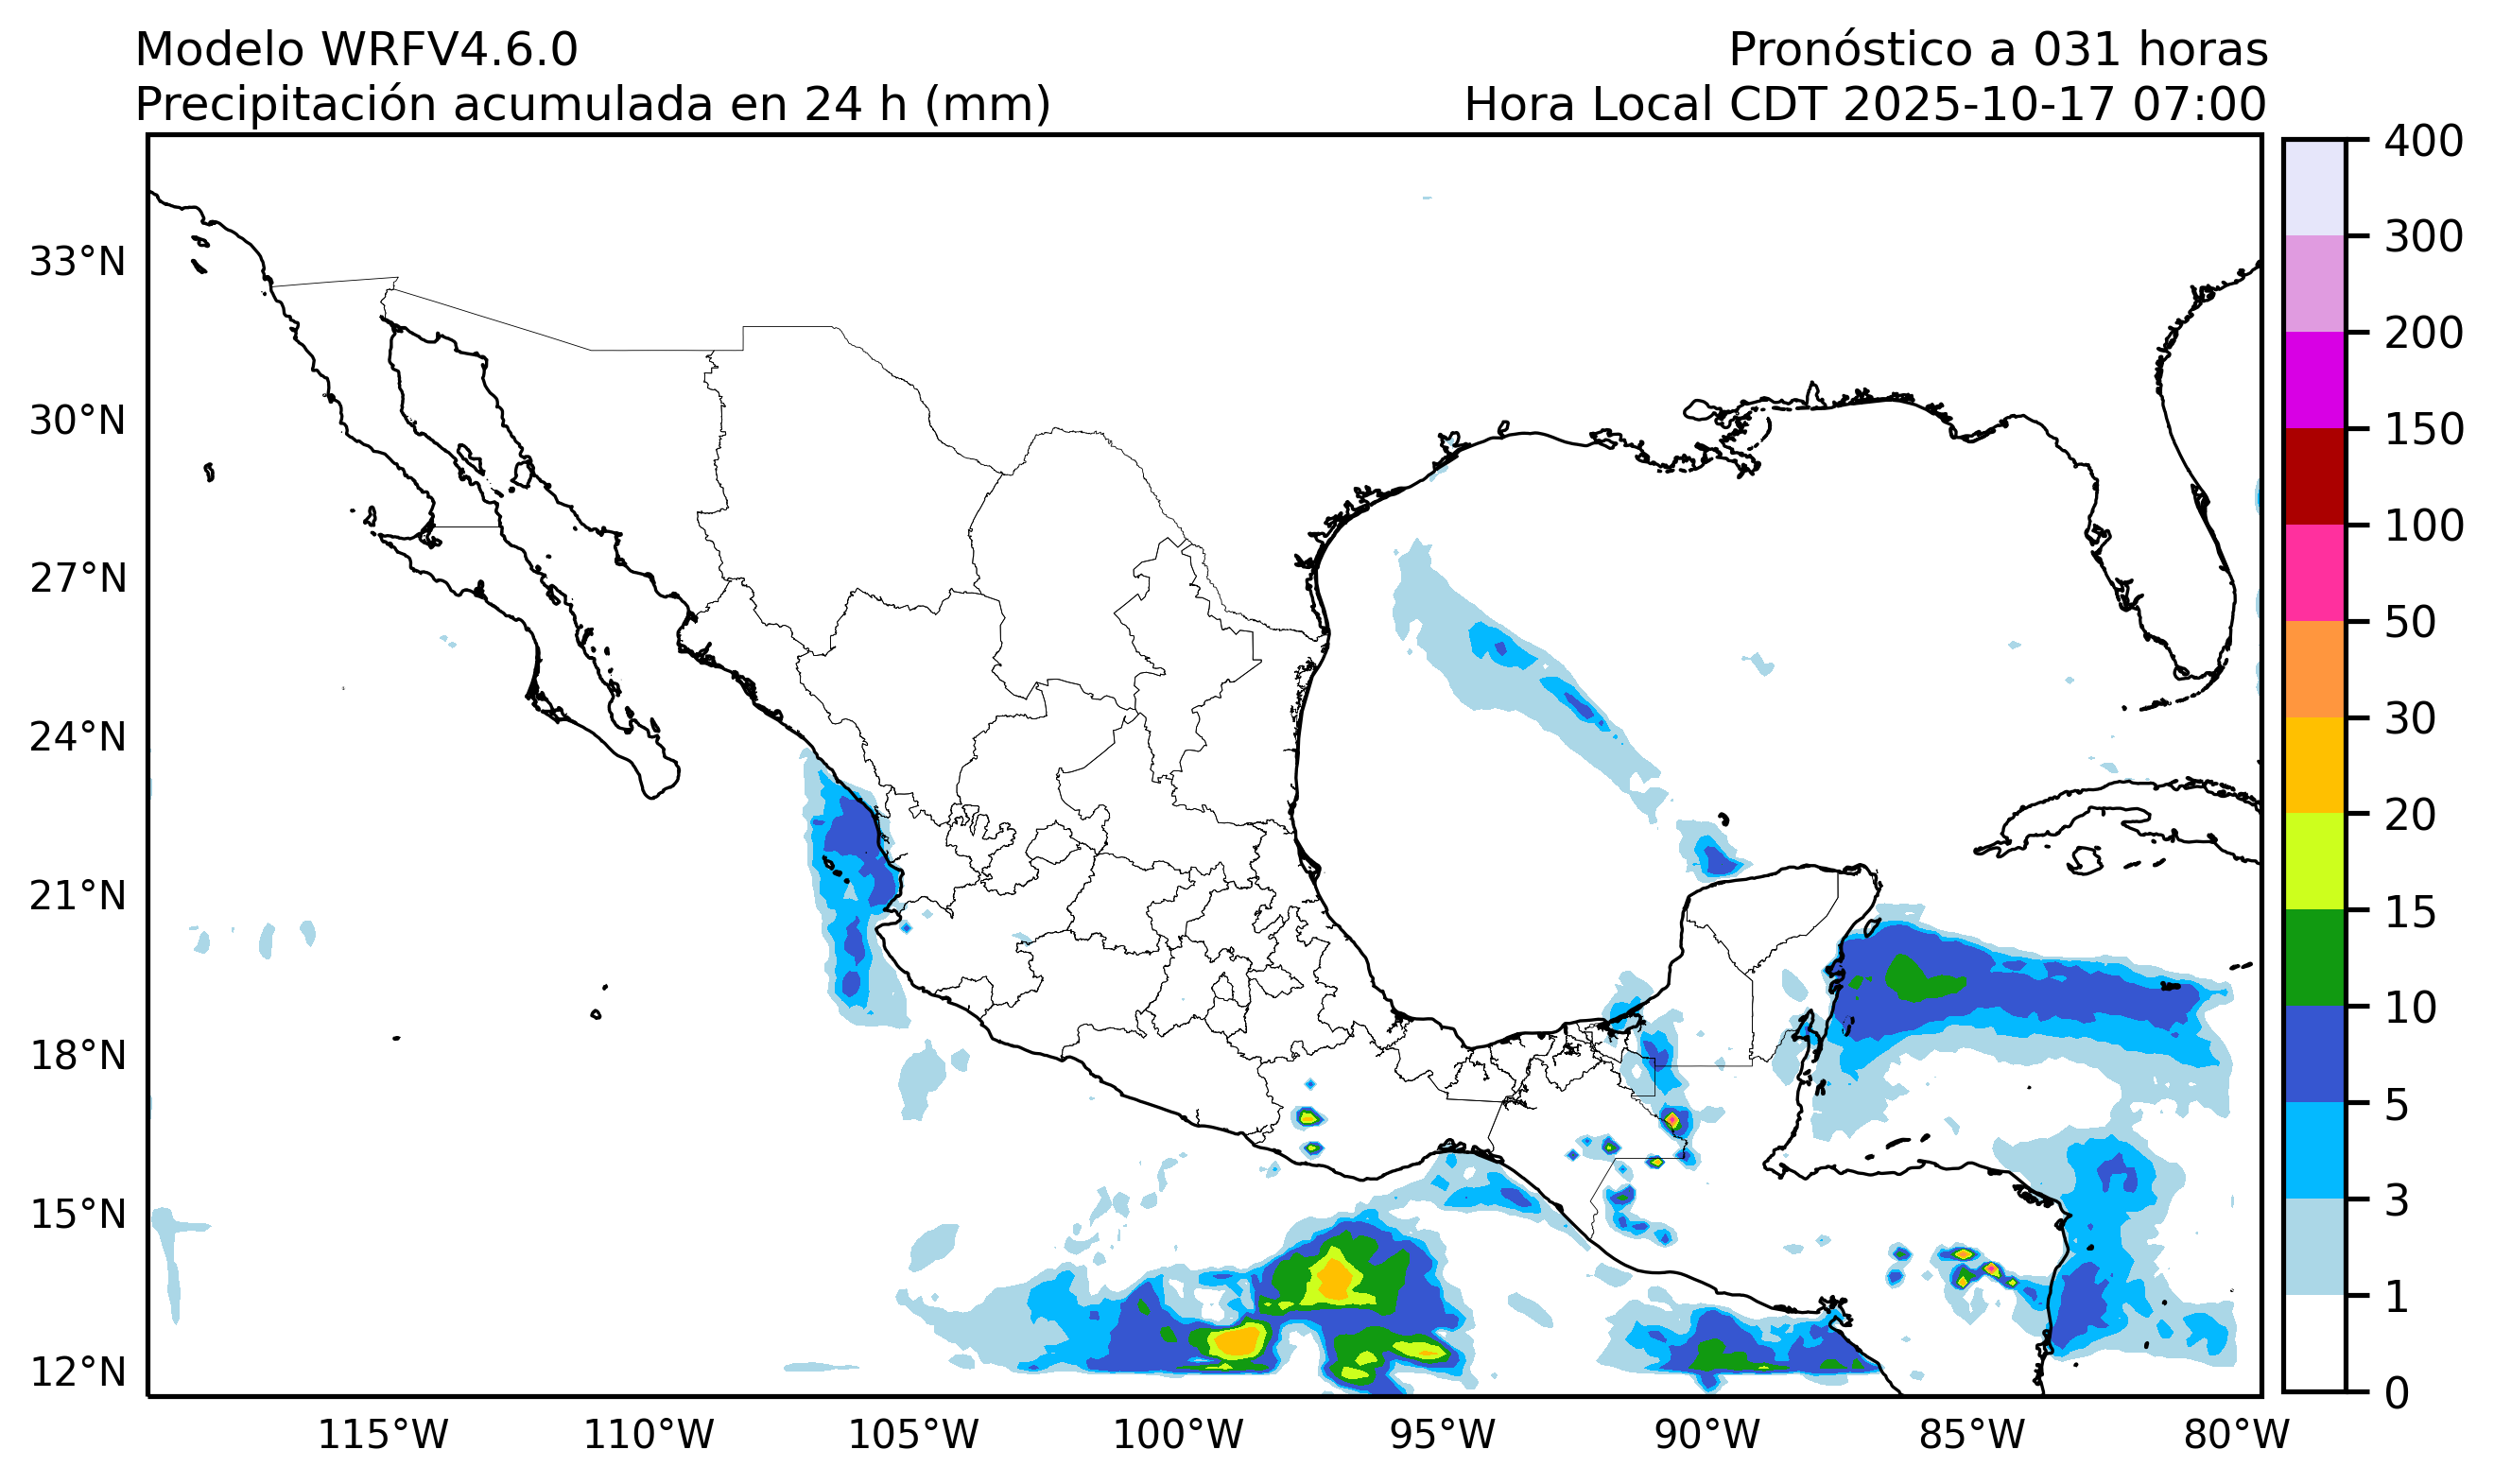 Modelo WRFV4.6.0
Pronóstico a 031 horas
Precipitación acumulada en 24 h (mm)
Hora Local CDT 2025-10-17 07:00
400
300
200
150
100
50
30
20
15
10
5
3
1
0
33°N
30°N
27°N
24°N
21°N
18°N
15°N
12°N
115°W
110°W
105°W
100°W
95°W
90°W
85°W
80°W